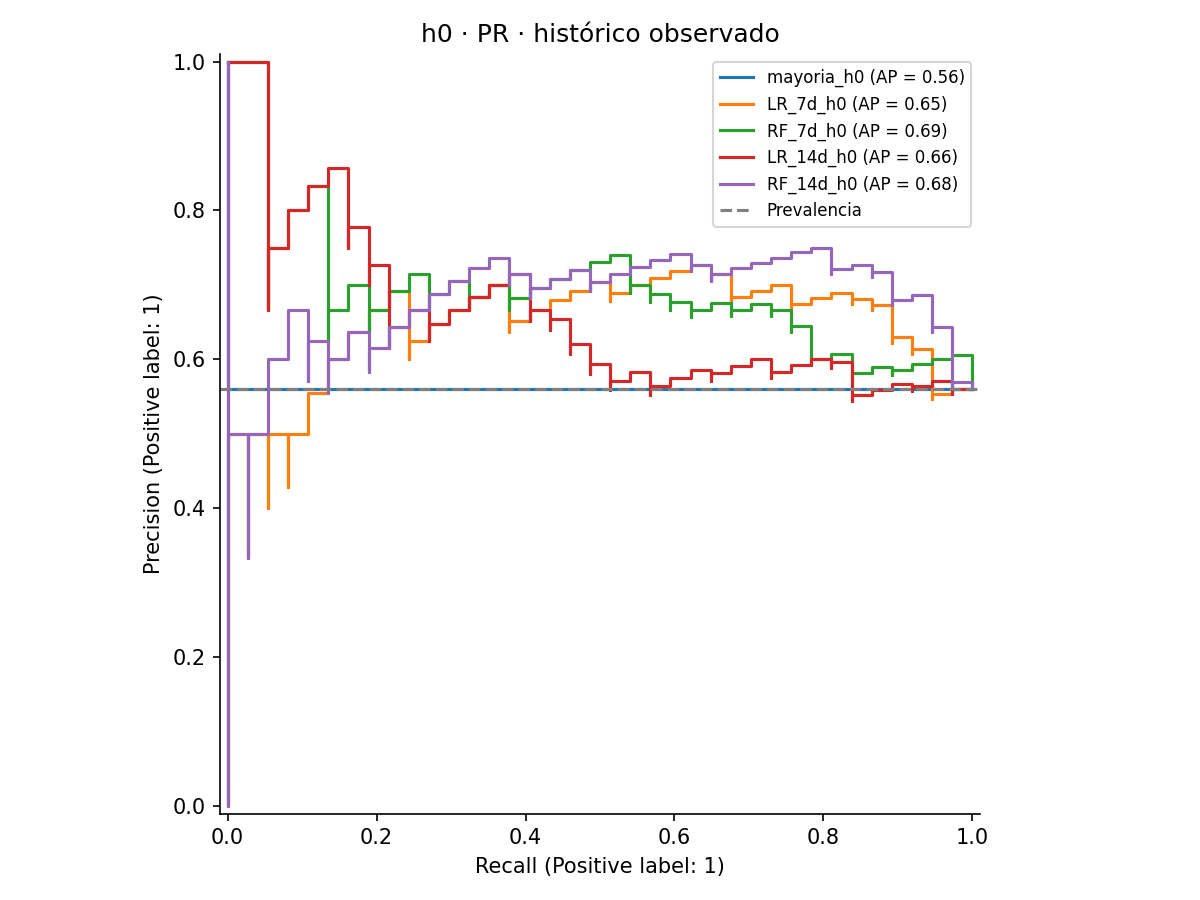 h0 · PR · histórico observado
mayoria_h0 (AP = 0.56)
LR_7d_h0 (AP = 0.65)
RF_7d_h0 (AP = 0.69)
LR_14d_h0 (AP = 0.66)
RF_14d_h0 (AP = 0.68)
Prevalencia
Precision (Positive label: 1)
1.0
0.8
0.6
0.4
0.2
0.0
0.0 0.2 0.4 0.6 0.8 1.0
Recall (Positive label: 1)